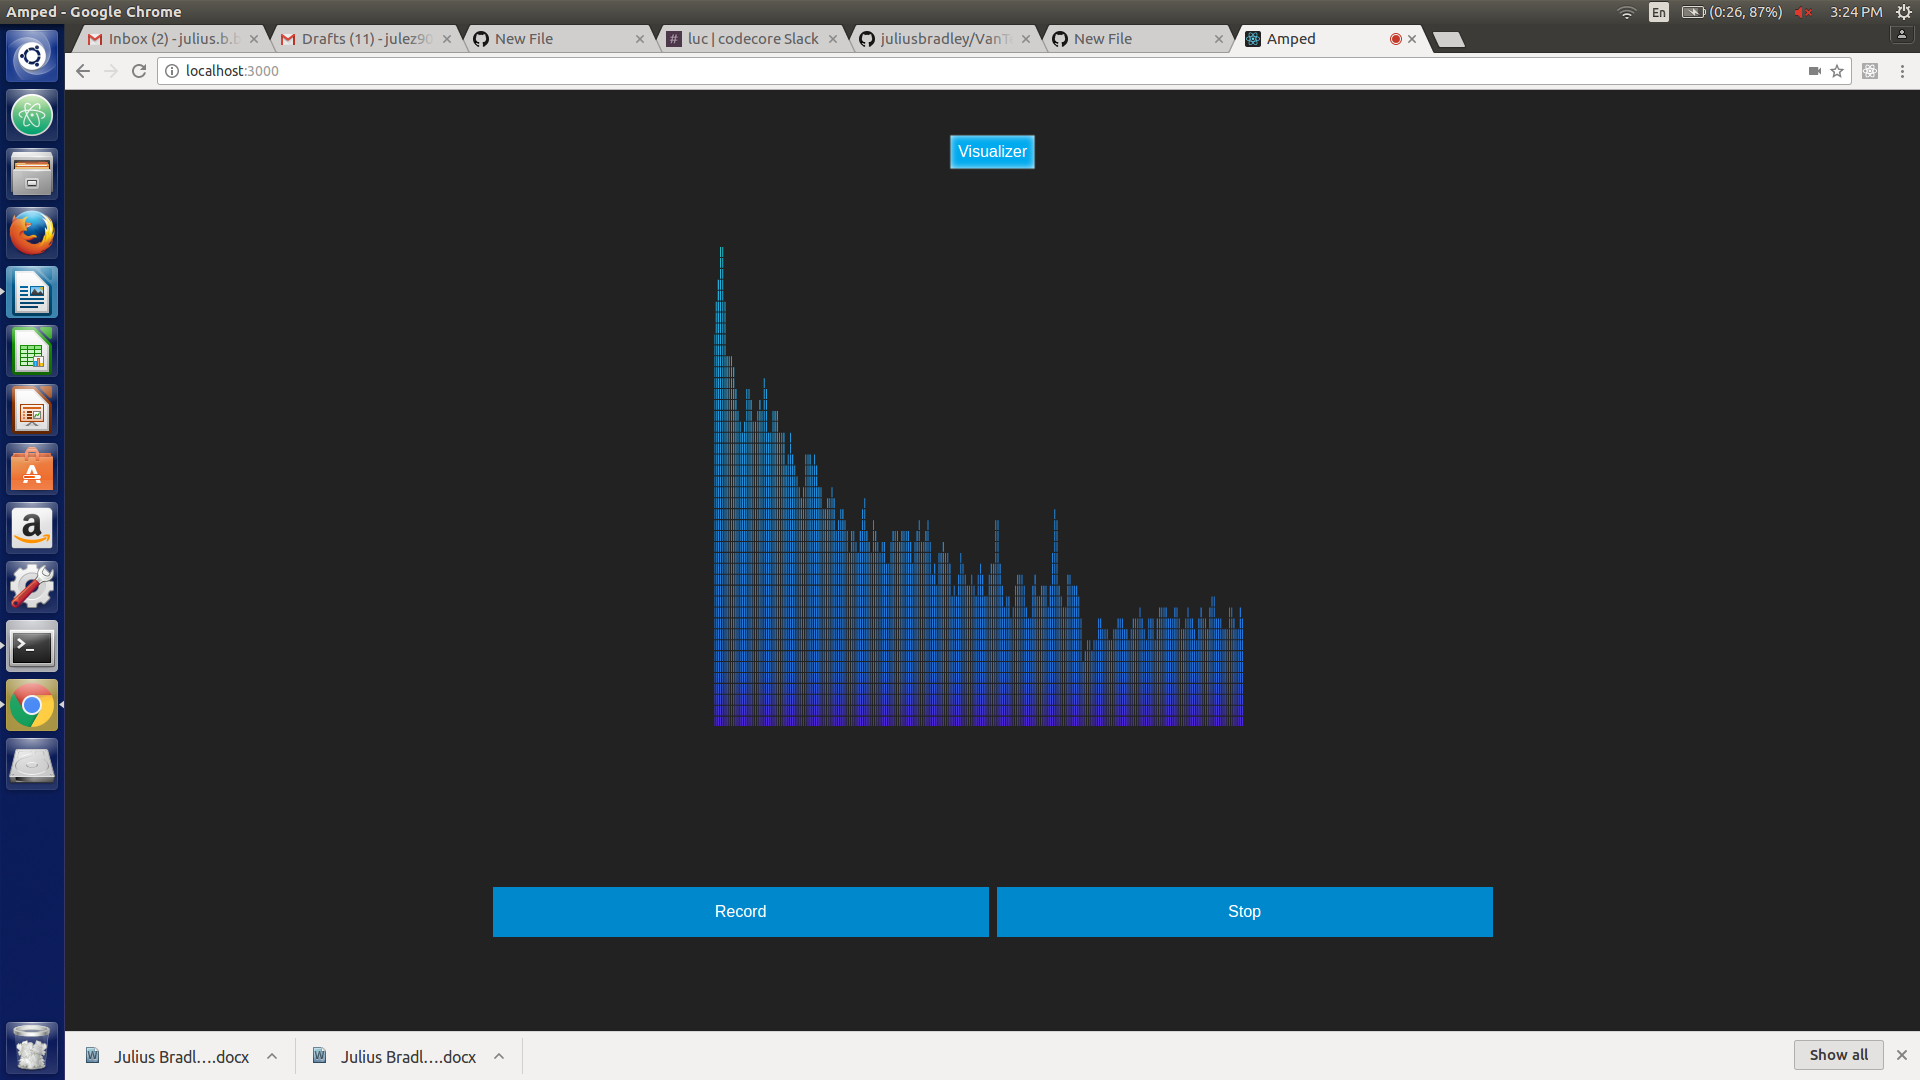 Amped - Google Chrome
En
(0:26, 87%)
3:24 PM
Inbox (2) - julius.b.b
Drafts (11) - julez90
New File
luc | codecore Slack
juliusbradley/VanT
New File
Amped
localhost:3000
Visualizer
Record
Stop
Julius Bradl....docx
Julius Bradl....docx
Show all